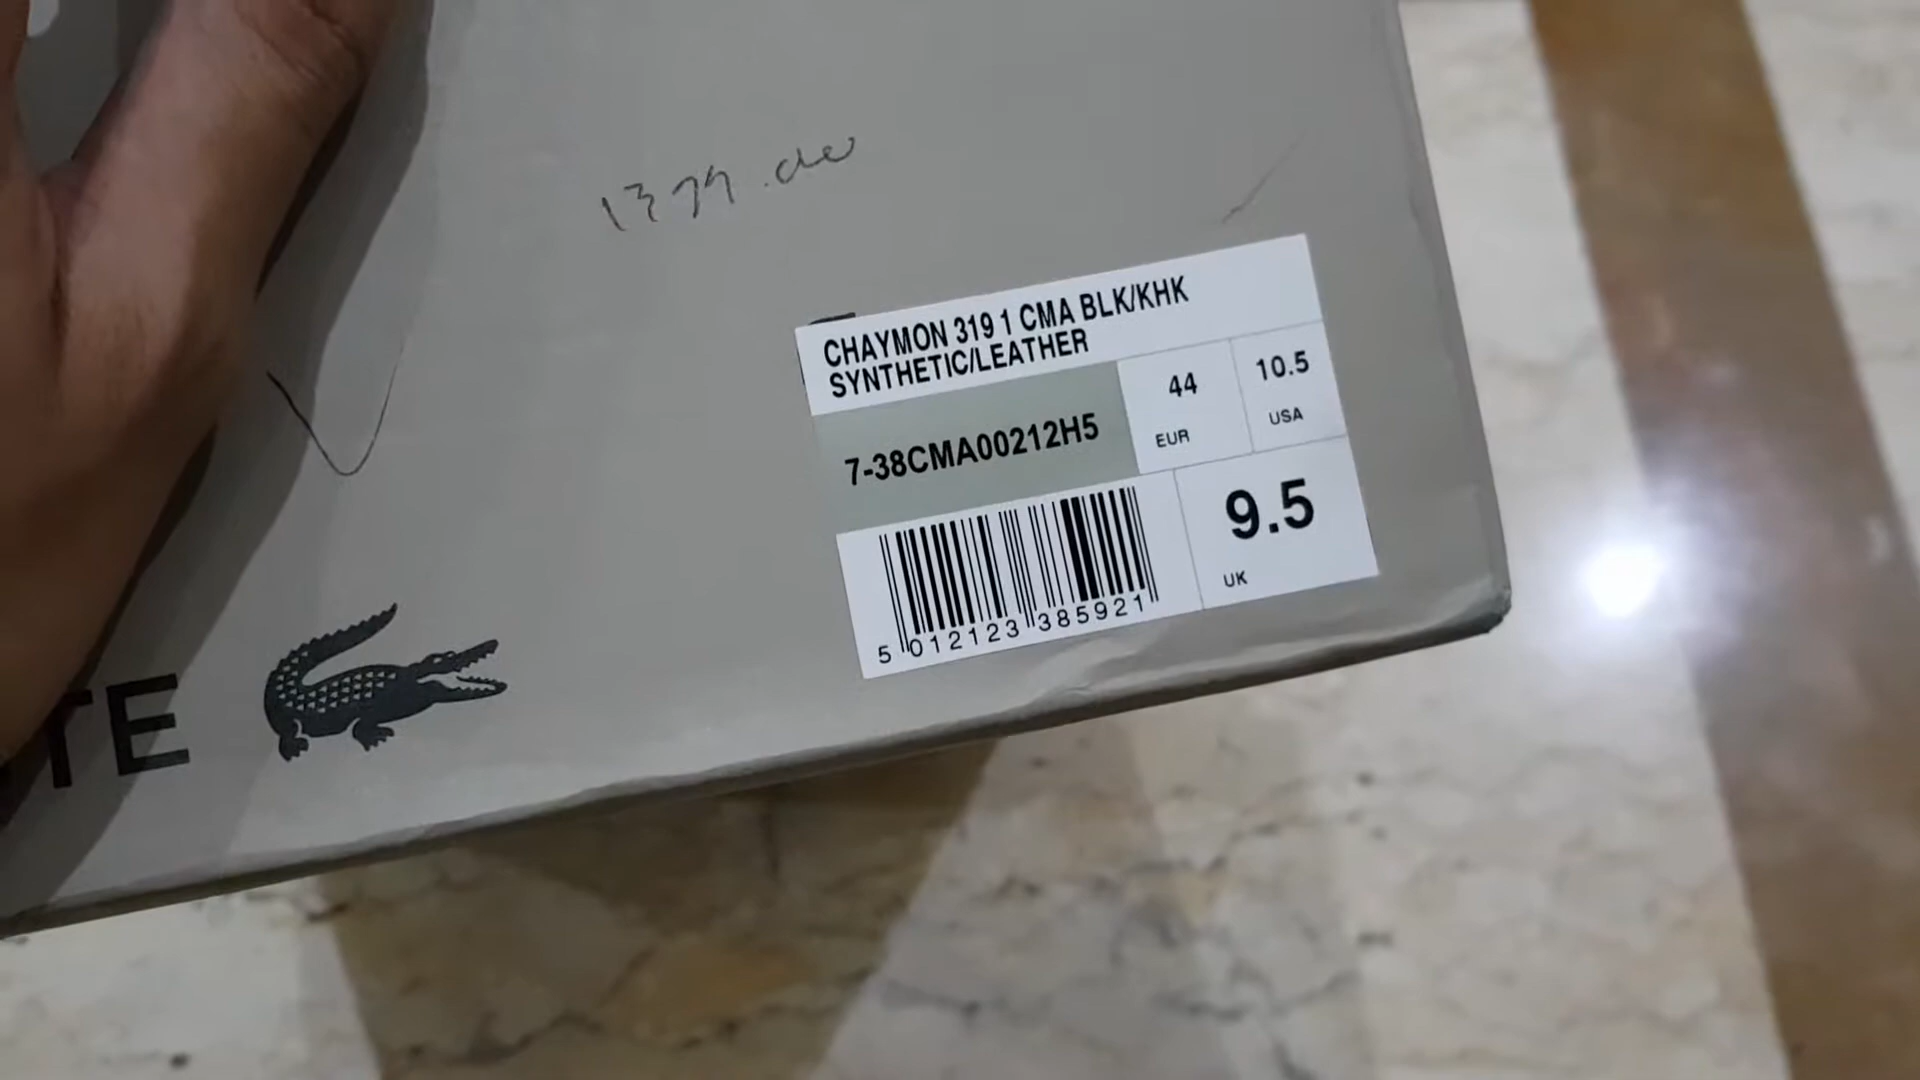 CHAYMON 319 1 CMA BLK/KHK
SYNTHETIC/LEATHER
7-38CMA00212H5
44
EUR
10.5
USA
9.5
UK
5 012123 385921
TE